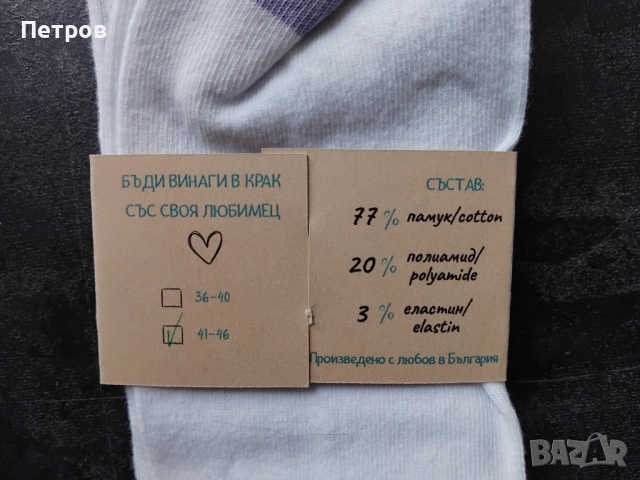 Петров
БЪДИ ВИНАГИ В КРАК
СЪС СВОЯ ЛЮБИМЕЦ
36-40
41-46
СЪСТАВ:
77 % памук/cotton
20 % полиамид/
polyamide
3 % еластин/
elastin
Произведено с любов в България
BAZAR